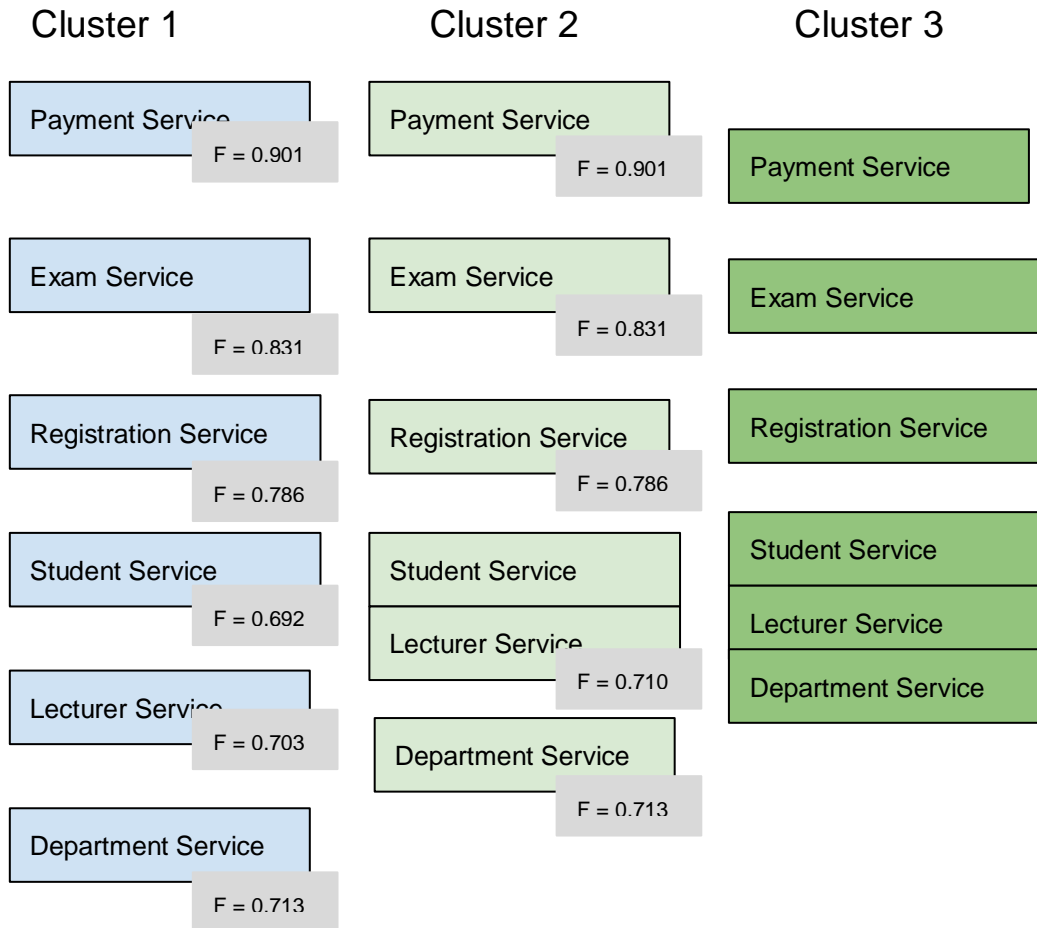 Cluster 1
Payment Service
F = 0.901
Exam Service
F = 0.831
Registration Service
F = 0.786
Student Service
F = 0.692
Lecturer Service
F = 0.703
Department Service
F = 0.713
Cluster 2
Payment Service
F = 0.901
Exam Service
F = 0.831
Registration Service
F = 0.786
Student Service
Lecturer Service
F = 0.710
Department Service
F = 0.713
Cluster 3
Payment Service
Exam Service
Registration Service
Student Service
Lecturer Service
Department Service